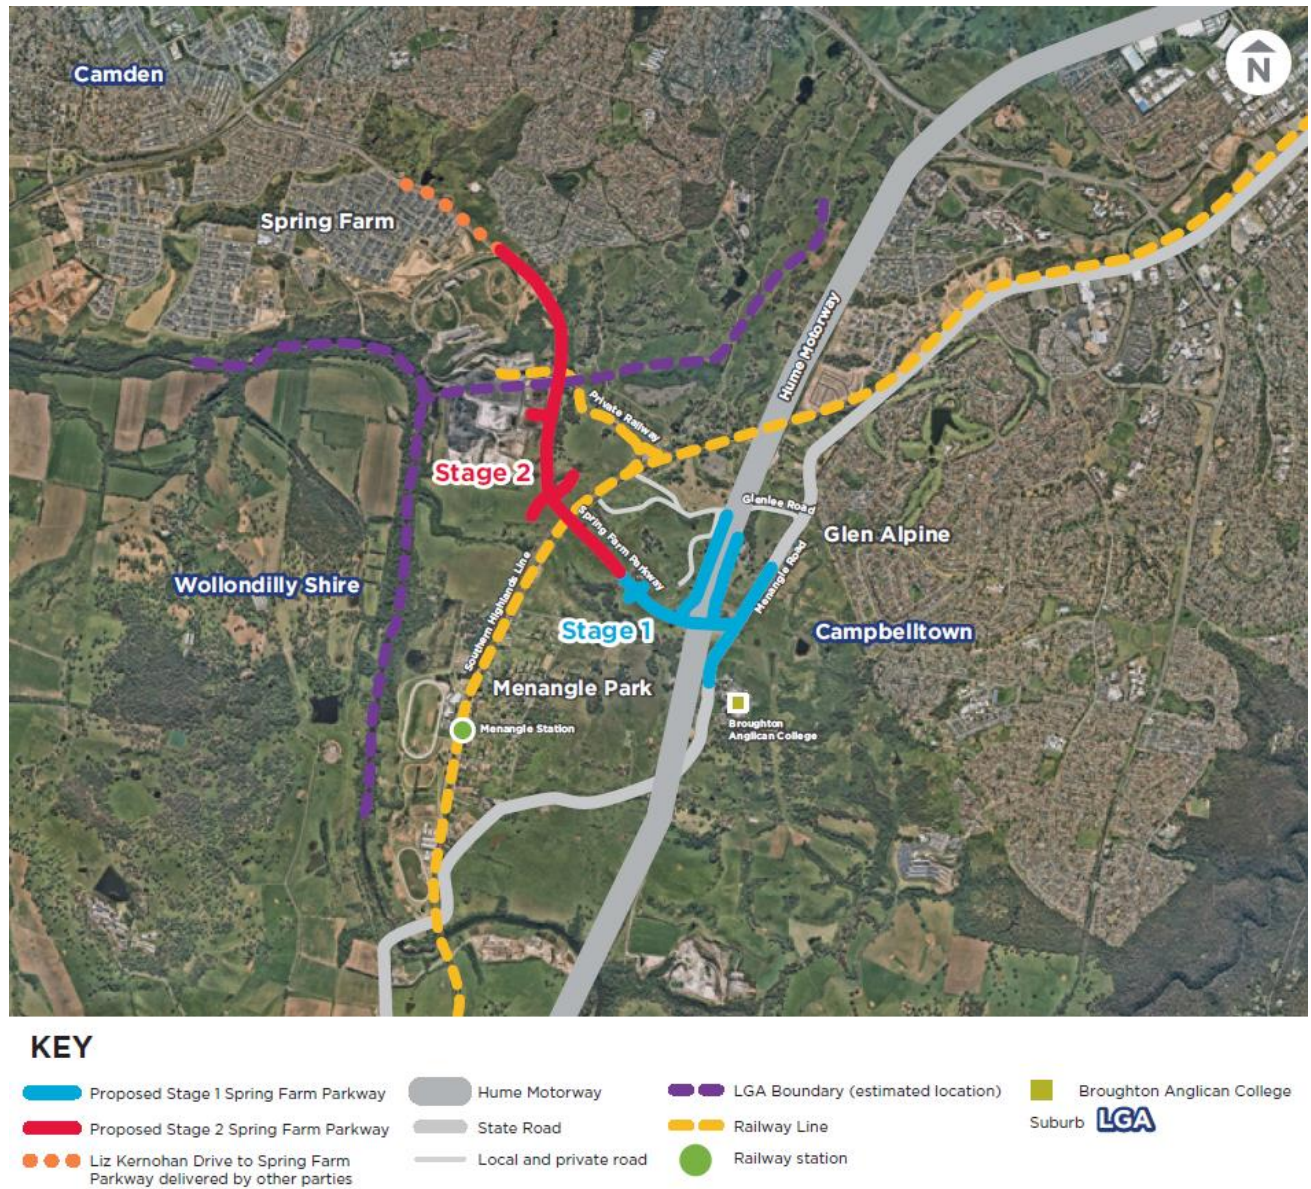 Camden
N
Spring Farm
Hume Motorway
Private Railway
Stage 2
Glenlee Road
Spring Farm Parkway
Glen Alpine
Menangle Road
Southern Highlands Line
Wollondilly Shire
Stage 1
Campbelltown
Menangle Park
Menangle Station
Broughton
Anglican College
KEY
Proposed Stage 1 Spring Farm Parkway
Proposed Stage 2 Spring Farm Parkway
Liz Kernohan Drive to Spring Farm
Parkway delivered by other parties
Hume Motorway
State Road
Local and private road
LGA Boundary (estimated location)
Railway Line
Railway station
Broughton Anglican College
Suburb LGA